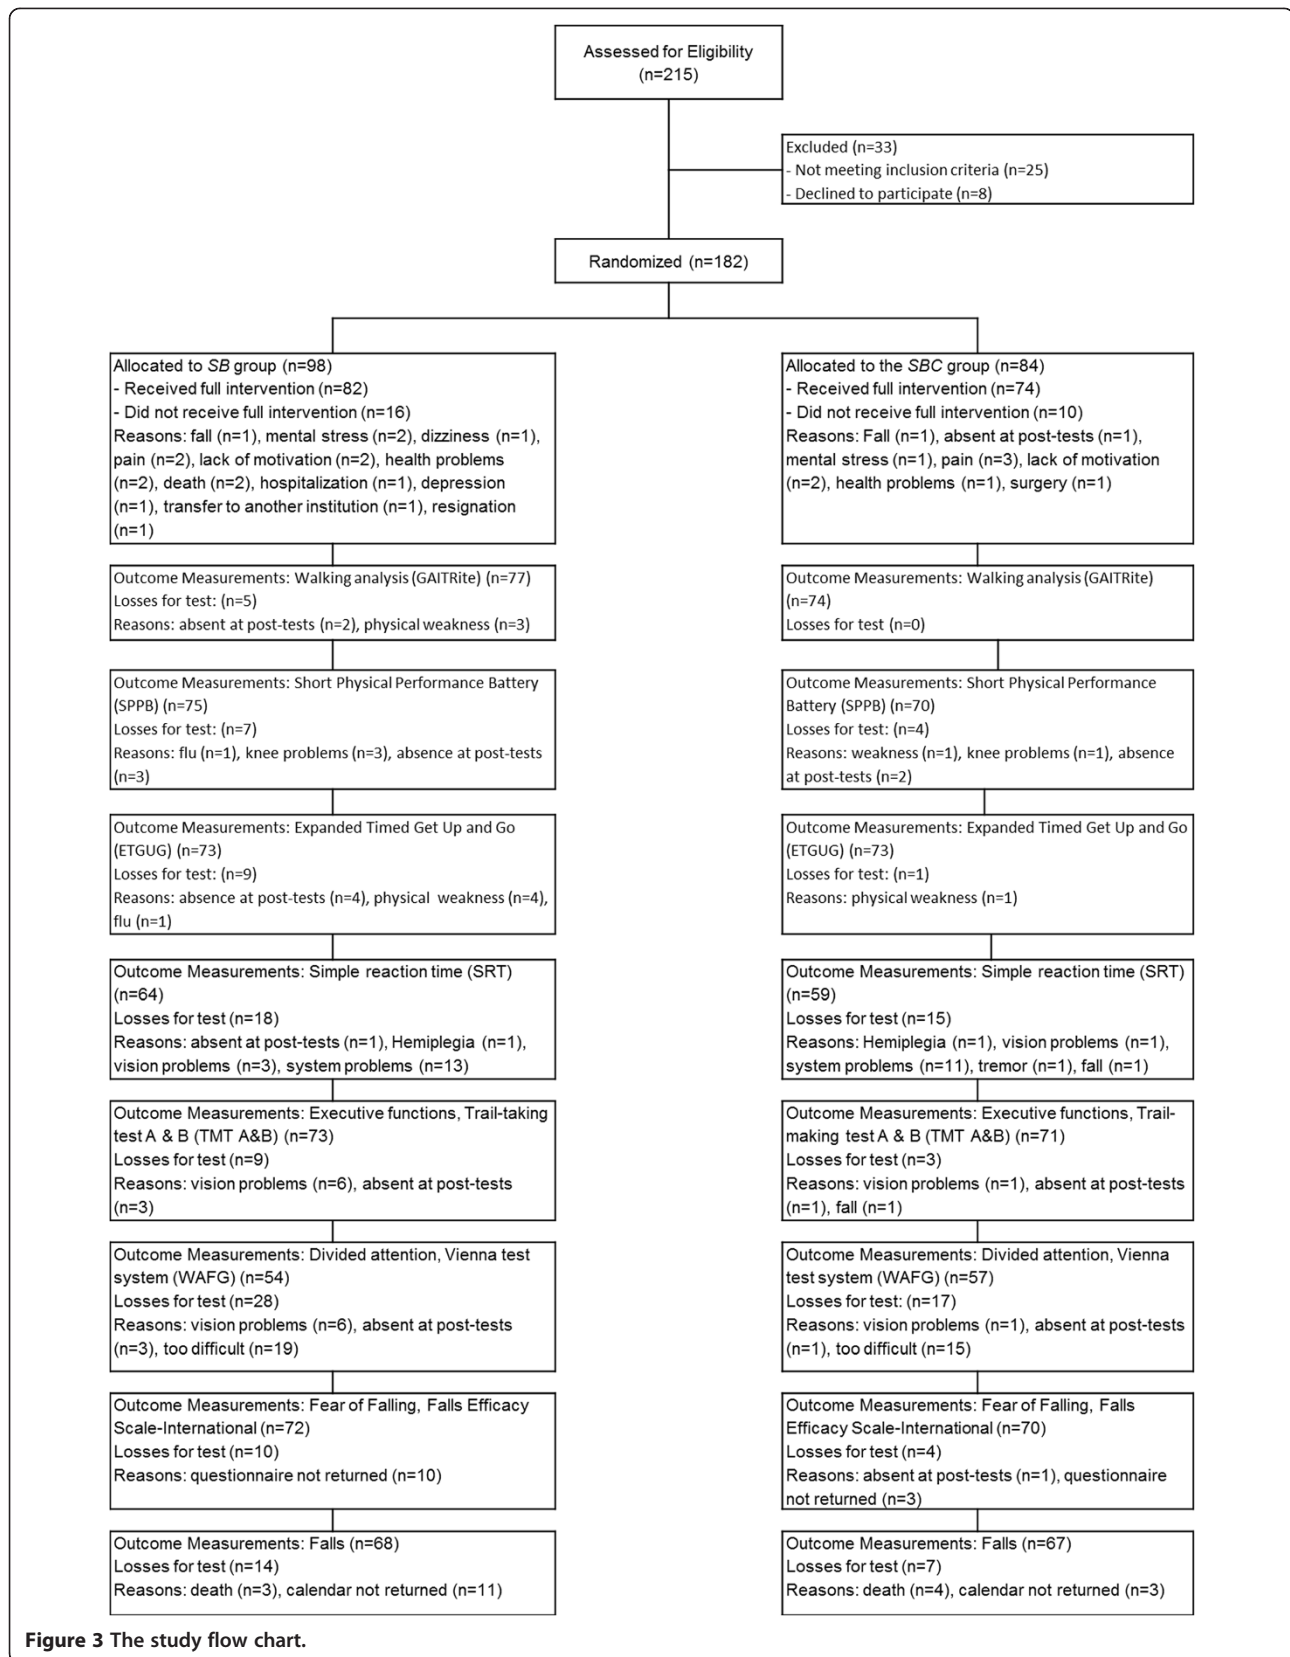 Assessed for Eligibility
(n=215)
Excluded (n=33)
- Not meeting inclusion criteria (n=25)
- Declined to participate (n=8)
Randomized (n=182)
Allocated to SB group (n=98)
- Received full intervention (n=82)
- Did not receive full intervention (n=16)
Reasons: fall (n=1), mental stress (n=2), dizziness (n=1),
pain (n=2), lack of motivation (n=2), health problems
(n=2), death (n=2), hospitalization (n=1), depression
(n=1), transfer to another institution (n=1), resignation
(n=1)
Allocated to the SBC group (n=84)
- Received full intervention (n=74)
- Did not receive full intervention (n=10)
Reasons: Fall (n=1), absent at post-tests (n=1),
mental stress (n=1), pain (n=3), lack of motivation
(n=2), health problems (n=1), surgery (n=1)
Outcome Measurements: Walking analysis (GAITRite) (n=77)
Losses for test: (n=5)
Reasons: absent at post-tests (n=2), physical weakness (n=3)
Outcome Measurements: Walking analysis (GAITRite)
(n=74)
Losses for test (n=0)
Outcome Measurements: Short Physical Performance Battery
(SPPB) (n=75)
Losses for test: (n=7)
Reasons: flu (n=1), knee problems (n=3), absence at post-tests
(n=3)
Outcome Measurements: Short Physical Performance
Battery (SPPB) (n=70)
Losses for test: (n=4)
Reasons: weakness (n=1), knee problems (n=1), absence
at post-tests (n=2)
Outcome Measurements: Expanded Timed Get Up and Go
(ETGUG) (n=73)
Losses for test: (n=9)
Reasons: absence at post-tests (n=4), physical weakness (n=4),
flu (n=1)
Outcome Measurements: Expanded Timed Get Up and Go
(ETGUG) (n=73)
Losses for test: (n=1)
Reasons: physical weakness (n=1)
Outcome Measurements: Simple reaction time (SRT)
(n=64)
Losses for test (n=18)
Reasons: absent at post-tests (n=1), Hemiplegia (n=1),
vision problems (n=3), system problems (n=13)
Outcome Measurements: Simple reaction time (SRT)
(n=59)
Losses for test (n=15)
Reasons: Hemiplegia (n=1), vision problems (n=1),
system problems (n=11), tremor (n=1), fall (n=1)
Outcome Measurements: Executive functions, Trail-taking
test A & B (TMT A&B) (n=73)
Losses for test (n=9)
Reasons: vision problems (n=6), absent at post-tests
(n=3)
Outcome Measurements: Executive functions, Trail-
making test A & B (TMT A&B) (n=71)
Losses for test (n=3)
Reasons: vision problems (n=1), absent at post-tests
(n=1), fall (n=1)
Outcome Measurements: Divided attention, Vienna test
system (WAFG) (n=54)
Losses for test (n=28)
Reasons: vision problems (n=6), absent at post-tests
(n=3), too difficult (n=19)
Outcome Measurements: Divided attention, Vienna
test system (WAFG) (n=57)
Losses for test: (n=17)
Reasons: vision problems (n=1), absent at post-tests
(n=1), too difficult (n=15)
Outcome Measurements: Fear of Falling, Falls Efficacy
Scale-International (n=72)
Losses for test (n=10)
Reasons: questionnaire not returned (n=10)
Outcome Measurements: Fear of Falling, Falls
Efficacy Scale-International (n=70)
Losses for test (n=4)
Reasons: absent at post-tests (n=1), questionnaire
not returned (n=3)
Outcome Measurements: Falls (n=68)
Losses for test (n=14)
Reasons: death (n=3), calendar not returned (n=11)
Outcome Measurements: Falls (n=67)
Losses for test (n=7)
Reasons: death (n=4), calendar not returned (n=3)
Figure 3 The study flow chart.